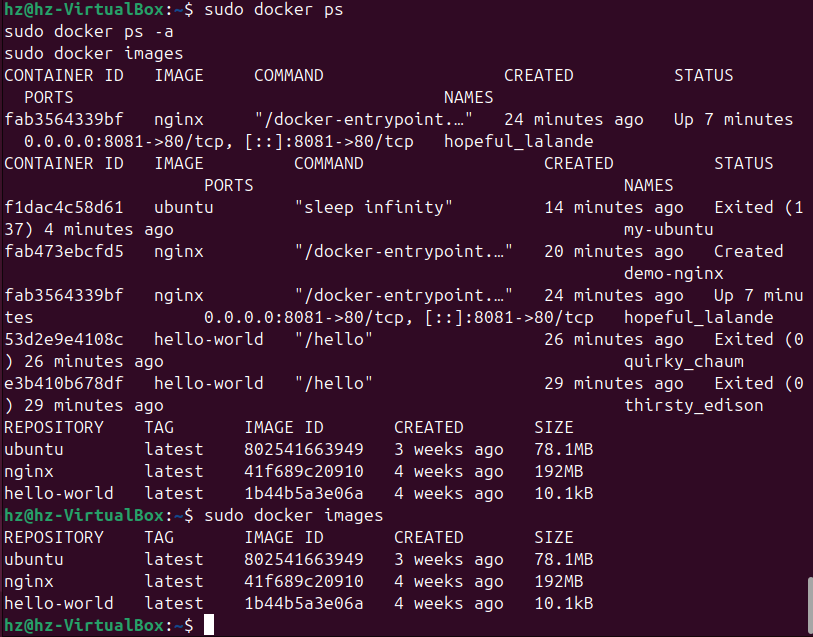 hz@hz-VirtualBox:~$ sudo docker ps
sudo docker ps -a
sudo docker images
CONTAINER ID   IMAGE     COMMAND                  CREATED          STATUS
  PORTS                                     NAMES
fab3564339bf   nginx     "/docker-entrypoint.…"   24 minutes ago   Up 7 minutes
  0.0.0.0:8081->80/tcp, [::]:8081->80/tcp   hopeful_lalande
CONTAINER ID   IMAGE         COMMAND                  CREATED          STATUS
                    PORTS                                     NAMES
f1dac4c58d61   ubuntu        "sleep infinity"         14 minutes ago   Exited (1
37) 4 minutes ago                                             my-ubuntu
fab473ebcfd5   nginx         "/docker-entrypoint.…"   20 minutes ago   Created
                                                              demo-nginx
fab3564339bf   nginx         "/docker-entrypoint.…"   24 minutes ago   Up 7 minu
tes                 0.0.0.0:8081->80/tcp, [::]:8081->80/tcp   hopeful_lalande
53d2e9e4108c   hello-world   "/hello"                 26 minutes ago   Exited (0
) 26 minutes ago                                              quirky_chaum
e3b410b678df   hello-world   "/hello"                 29 minutes ago   Exited (0
) 29 minutes ago                                              thirsty_edison
REPOSITORY    TAG       IMAGE ID       CREATED       SIZE
ubuntu        latest    802541663949   3 weeks ago   78.1MB
nginx         latest    41f689c20910   4 weeks ago   192MB
hello-world   latest    1b44b5a3e06a   4 weeks ago   10.1kB
hz@hz-VirtualBox:~$ sudo docker images
REPOSITORY    TAG       IMAGE ID       CREATED       SIZE
ubuntu        latest    802541663949   3 weeks ago   78.1MB
nginx         latest    41f689c20910   4 weeks ago   192MB
hello-world   latest    1b44b5a3e06a   4 weeks ago   10.1kB
hz@hz-VirtualBox:~$